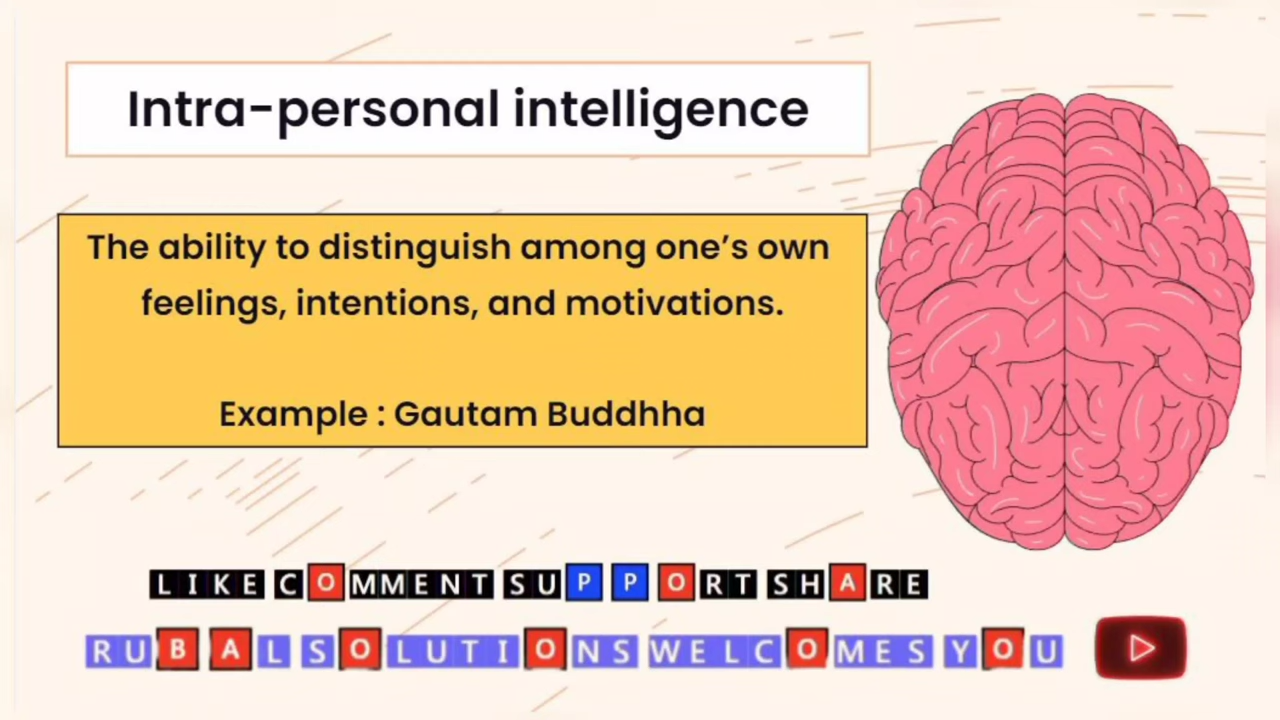 Intra-personal intelligence
The ability to distinguish among one's own
feelings, intentions, and motivations.
Example : Gautam Buddhha
LIKE COMMENT SUPPORT SHARE
RUBAL SOLUTIONS WELCOMES YOU